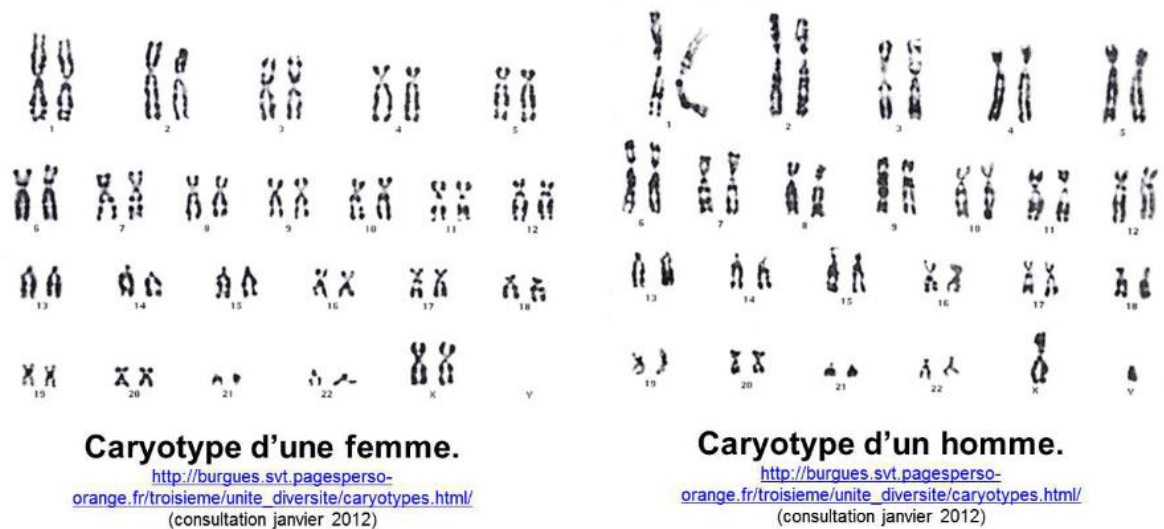 1 2 3 4 5
6 7 8 9 10 11 12
13 14 15 16 17 18
19 20 21 22 X Y
Caryotype d'une femme.
http://burgues.svt.pagesperso-
orange.fr/troisieme/unite_diversite/caryotypes.html/
(consultation janvier 2012)
1 2 3 4 5
6 7 8 9 10 11 12
13 14 15 16 17 18
19 20 21 22 X Y
Caryotype d'un homme.
http://burgues.svt.pagesperso-
orange.fr/troisieme/unite_diversite/caryotypes.html/
(consultation janvier 2012)